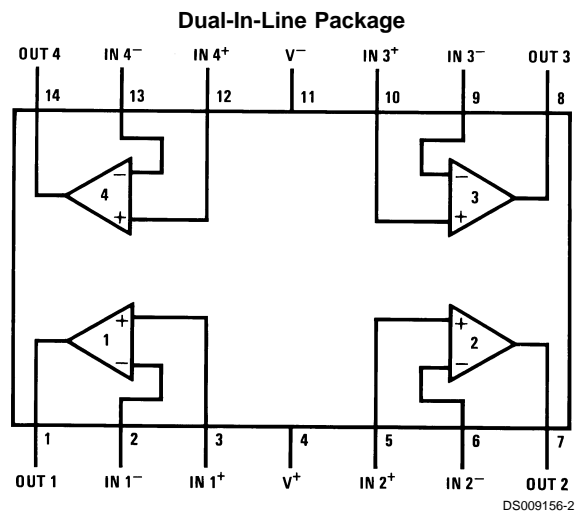 Dual-In-Line Package
OUT 4 IN 4− IN 4+ V− IN 3+ IN 3− OUT 3
14 13 12 11 10 9 8
− −
4 3
+ +
+ +
1 2
− −
1 2 3 4 5 6 7
OUT 1 IN 1− IN 1+ V+ IN 2+ IN 2− OUT 2
DS009156-2